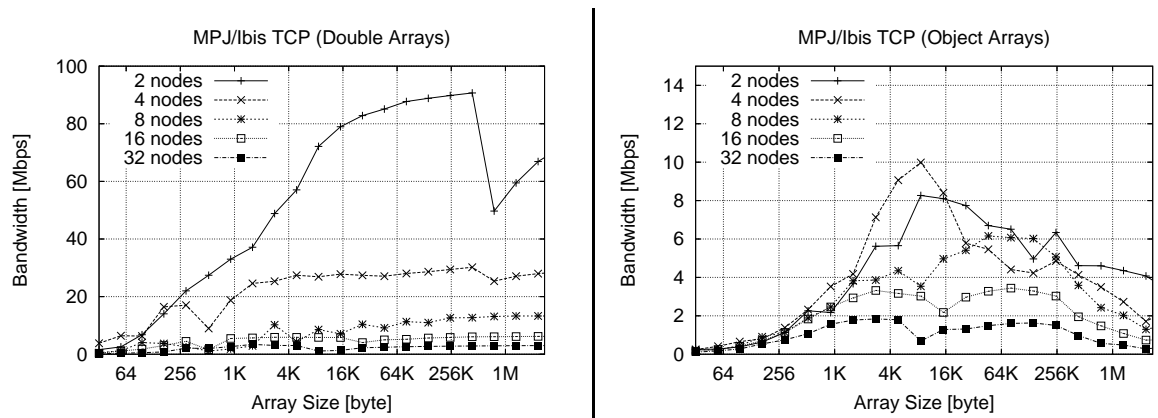 MPJ/Ibis TCP (Double Arrays)
100
80
60
40
20
0
Bandwidth [Mbps]
2 nodes
4 nodes
8 nodes
16 nodes
32 nodes
64 256 1K 4K 16K 64K 256K 1M
Array Size [byte]
MPJ/Ibis TCP (Object Arrays)
14
12
10
8
6
4
2
0
Bandwidth [Mbps]
2 nodes
4 nodes
8 nodes
16 nodes
32 nodes
64 256 1K 4K 16K 64K 256K 1M
Array Size [byte]